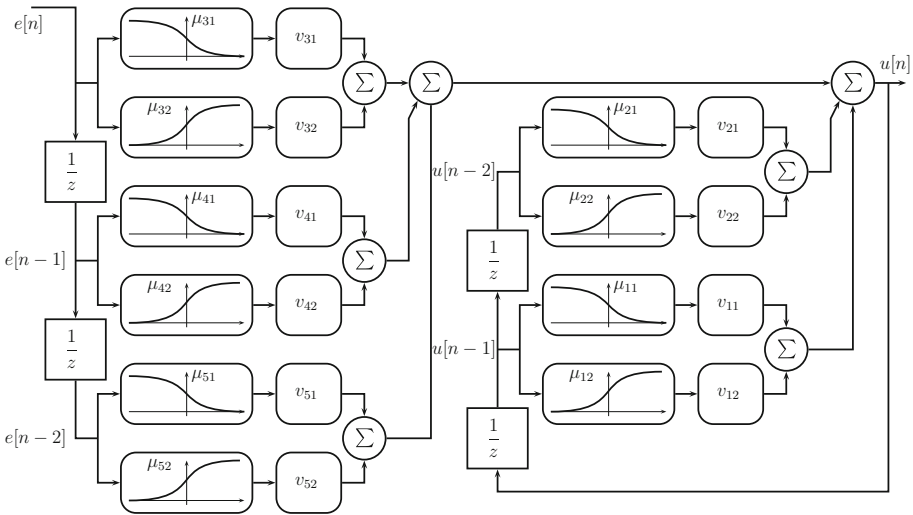 e[n]
μ31
v31
Σ
Σ
μ32
v32
1/z
μ41
v41
e[n−1]
Σ
μ42
v42
1/z
μ51
v51
e[n−2]
Σ
μ52
v52
Σ
u[n]
μ21
v21
u[n−2]
Σ
μ22
v22
1/z
μ11
v11
u[n−1]
Σ
μ12
v12
1/z